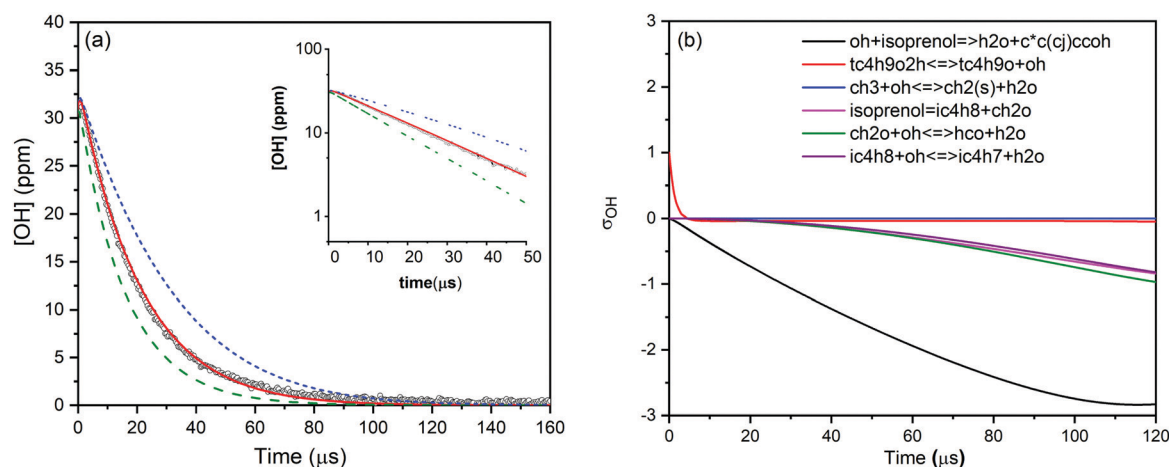 (a)
[OH] (ppm)
40
35
30
25
20
15
10
5
0
0 20 40 60 80 100 120 140 160
Time (μs)
[OH] (ppm)
100
10
1
0 10 20 30 40 50
time(μs)
(b)
σOH
3
2
1
0
-1
-2
-3
0 20 40 60 80 100 120
Time (μs)
oh+isoprenol=>h2o+c*c(cj)ccoh
tc4h9o2h<=>tc4h9o+oh
ch3+oh<=>ch2(s)+h2o
isoprenol=ic4h8+ch2o
ch2o+oh<=>hco+h2o
ic4h8+oh<=>ic4h7+h2o